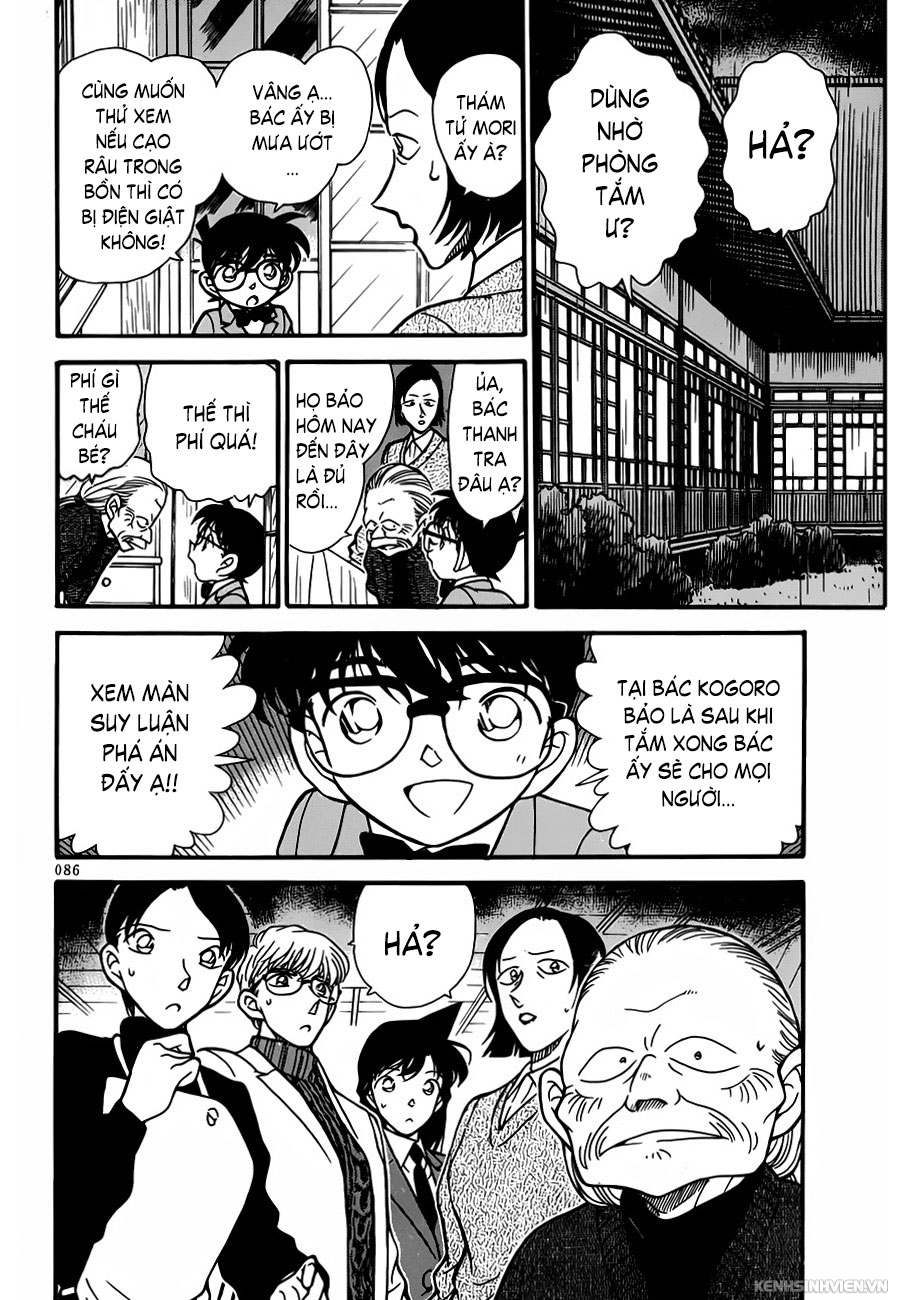 HẢ?
DÙNG
NHỜ
PHÒNG
TẮM
Ư?
THÁM
TỬ MORI
ẤY À?
VÂNG Ạ...
BÁC ẤY BỊ
MƯA ƯỚT
...
CŨNG MUỐN
THỬ XEM
NẾU CẠO
RÂU TRONG
BỒN THÌ CÓ
BỊ ĐIỆN GIẬT
KHÔNG!
ỦA,
BÁC
THANH
TRA
ĐÂU Ạ?
HỌ BẢO
HÔM NAY
ĐẾN ĐÂY
LÀ ĐỦ
RỒI...
THẾ THÌ
PHÍ QUÁ!
PHÍ GÌ
THẾ
CHÁU
BÉ?
TẠI BÁC KOGORO
BẢO LÀ SAU KHI
TẮM XONG BÁC
ẤY SẼ CHO MỌI
NGƯỜI...
XEM MÀN
SUY LUẬN
PHÁ ÁN
ĐẤY Ạ!!
086
HẢ?
KENHSINHVIEN.VN